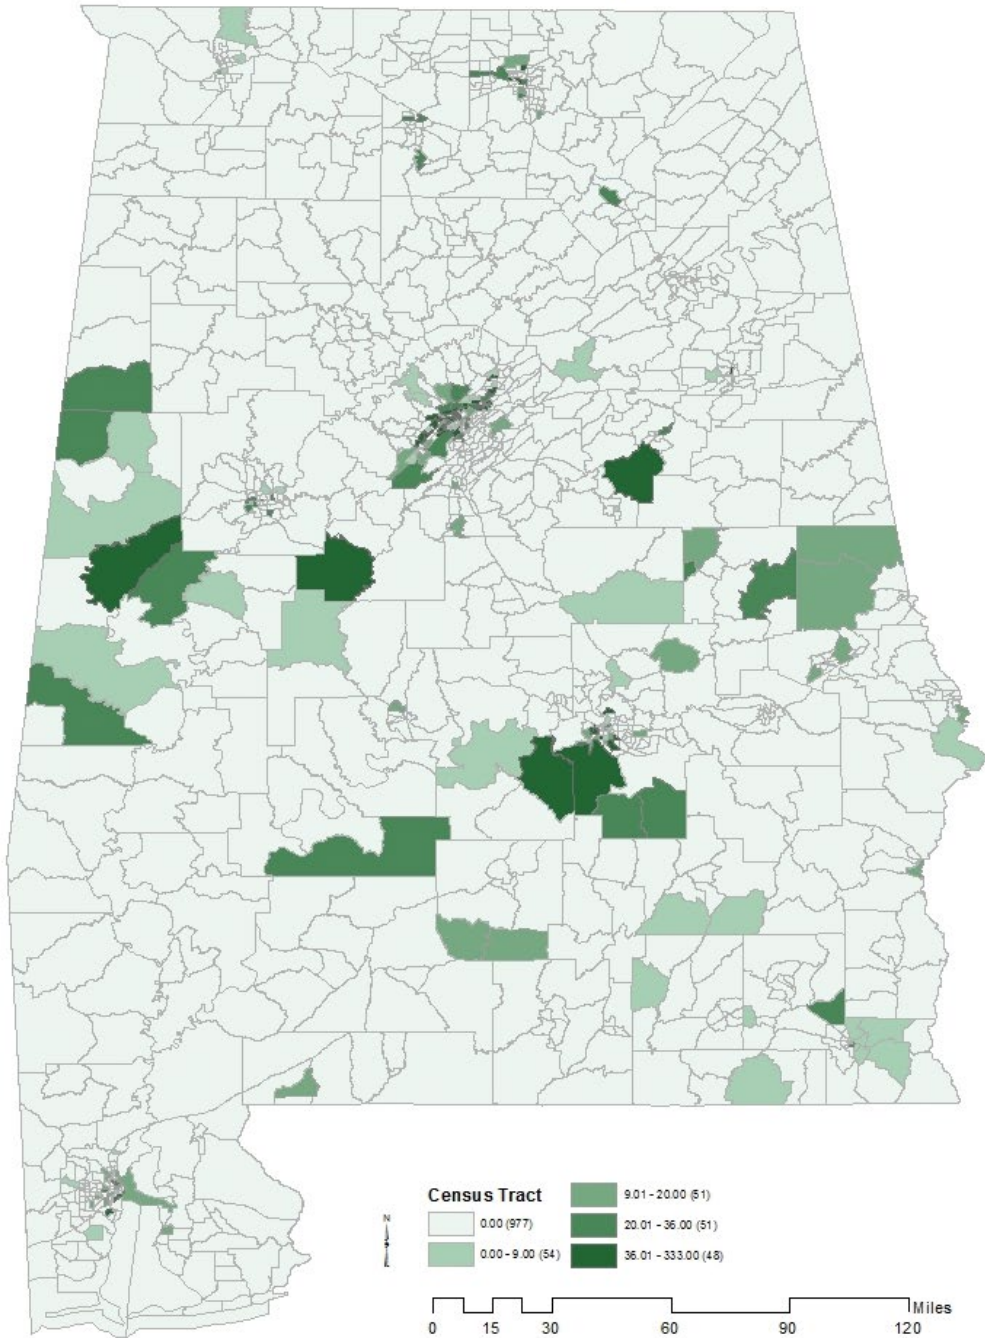 Census Tract
0.00 (977)
0.00 - 9.00 (54)
9.01 - 20.00 (51)
20.01 - 36.00 (51)
36.01 - 333.00 (48)
N
Miles
0 15 30 60 90 120